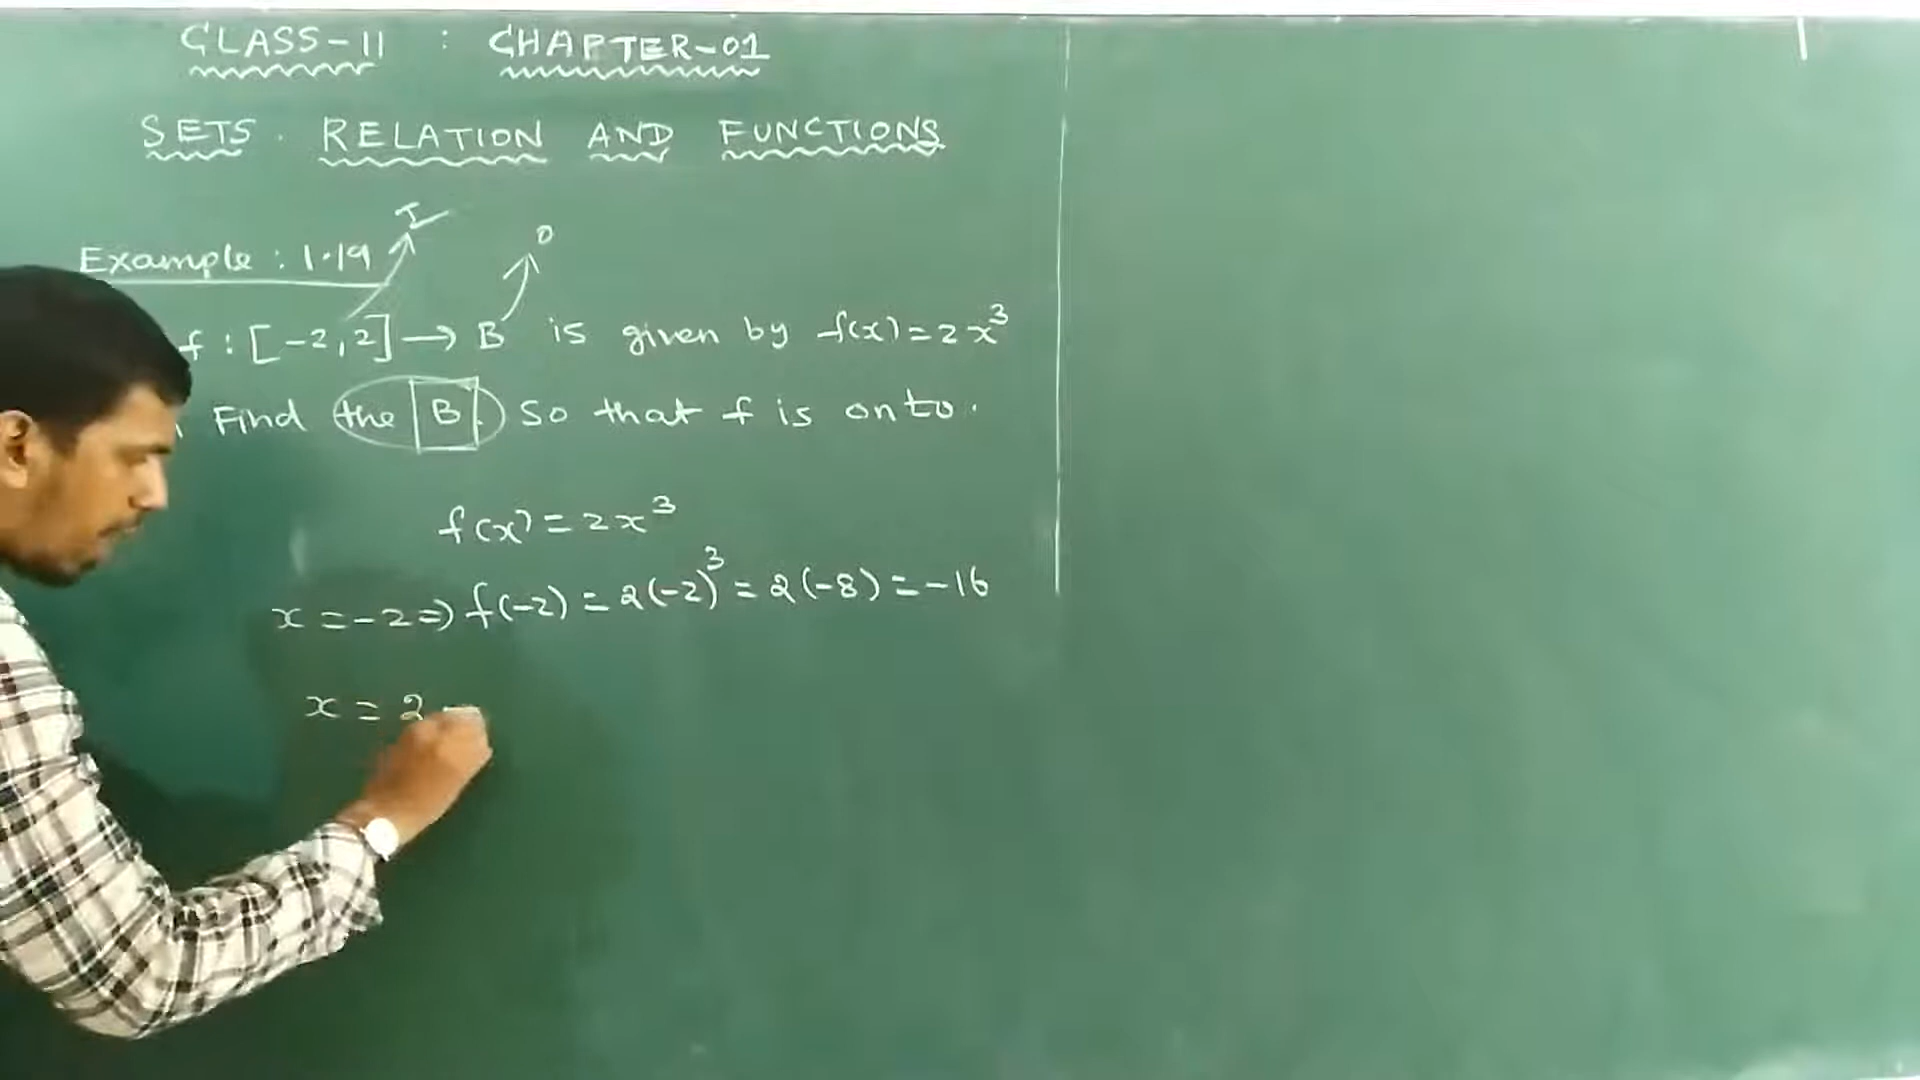 CLASS-11 : CHAPTER-01
SETS. RELATION AND FUNCTIONS
I
O
Example : 1.19
f : [-2,2] → B is given by f(x) = 2x³
Find the B. So that f is onto.
f(x) = 2x³
x = -2 ⇒ f(-2) = 2(-2)³ = 2(-8) = -16
x = 2